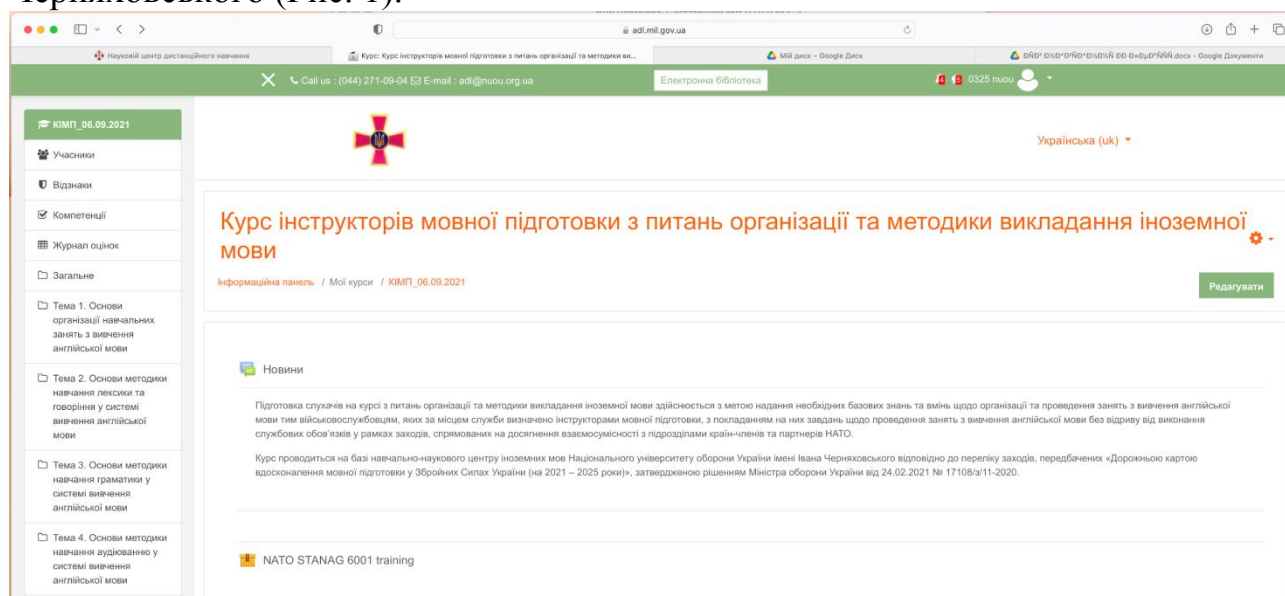 Черняховського (Рис. 1).
adl.mil.gov.ua
Науковій центр дистанційного навчання
Курс: Курс інструкторів мовної підготовки з питань організації та методики ви...
Мій диск – Google Диск
.docx - Google Документи
Call us : (044) 271-09-04 E-mail : adl@nuou.org.ua
Електронна бібліотека
4 5 0325 nuou
КІМП_06.09.2021
Учасники
Відзнаки
Компетенції
Журнал оцінок
Загальне
Тема 1. Основи
організації навчальних
занять з вивчення
англійської мови
Тема 2. Основи методики
навчання лексики та
говоріння у системі
вивчення англійської
мови
Тема 3. Основи методики
навчання граматики у
системі вивчення
англійської мови
Тема 4. Основи методики
навчання аудіюванню у
системі вивчення
англійської мови
Українська (uk)
Курс інструкторів мовної підготовки з питань організації та методики викладання іноземної
мови
Інформаційна панель / Мої курси / КІМП_06.09.2021
Редагувати
Новини
Підготовка слухачів на курсі з питань організації та методики викладання іноземної мови здійснюється з метою надання необхідних базових знань та вмінь щодо організації та проведення занять з вивчення англійської
мови тим військовослужбовцям, яких за місцем служби визначено інструкторами мовної підготовки, з покладанням на них завдань щодо проведення занять з вивчення англійської мови без відриву від виконання
службових обов'язків у рамках заходів, спрямованих на досягнення взаємосумісності з підрозділами країн-членів та партнерів НАТО.
Курс проводиться на базі навчально-наукового центру іноземних мов Національного університету оборони України імені Івана Черняховського відповідно до переліку заходів, передбачених «Дорожньою картою
вдосконалення мовної підготовки у Збройних Силах України (на 2021 – 2025 роки)», затвердженою рішенням Міністра оборони України від 24.02.2021 № 17108/з/11-2020.
NATO STANAG 6001 training